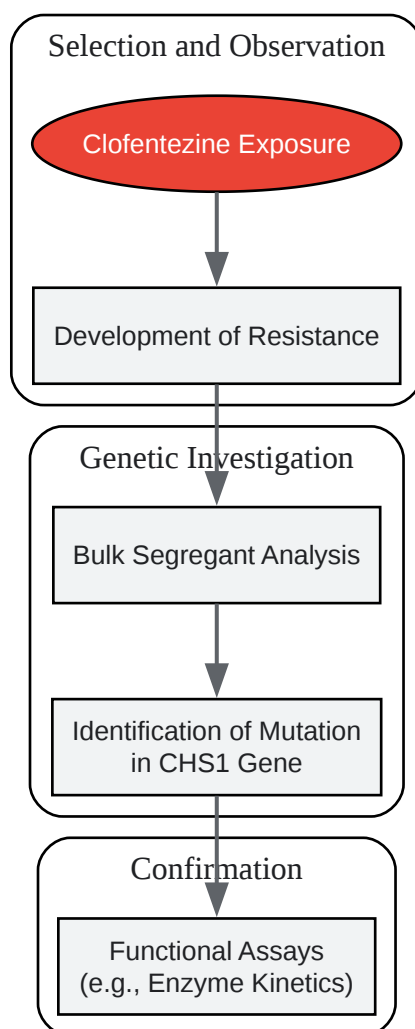 Selection and Observation
Clofentezine Exposure
Development of Resistance
Genetic Investigation
Bulk Segregant Analysis
Identification of Mutation
in CHS1 Gene
Confirmation
Functional Assays
(e.g., Enzyme Kinetics)